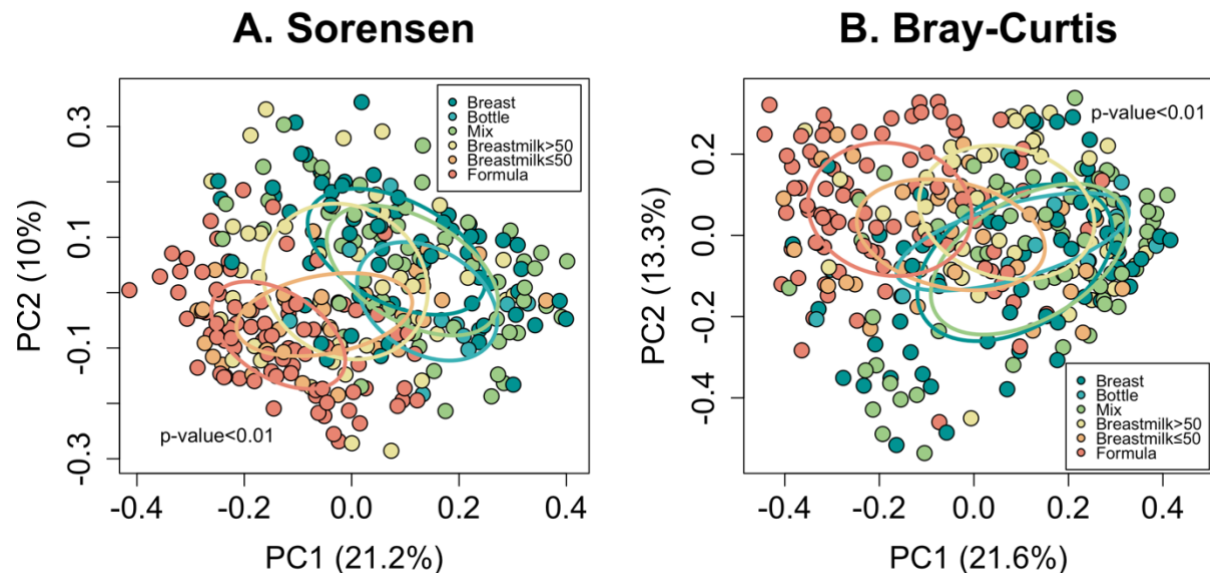 A. Sorensen
PC2 (10%)
0.3
0.1
-0.1
-0.3
Breast
Bottle
Mix
Breastmilk>50
Breastmilk≤50
Formula
p-value<0.01
-0.4
-0.2
0.0
0.2
0.4
PC1 (21.2%)
B. Bray-Curtis
PC2 (13.3%)
0.2
0.0
-0.2
-0.4
p-value<0.01
Breast
Bottle
Mix
Breastmilk>50
Breastmilk≤50
Formula
-0.4
-0.2
0.0
0.2
0.4
PC1 (21.6%)